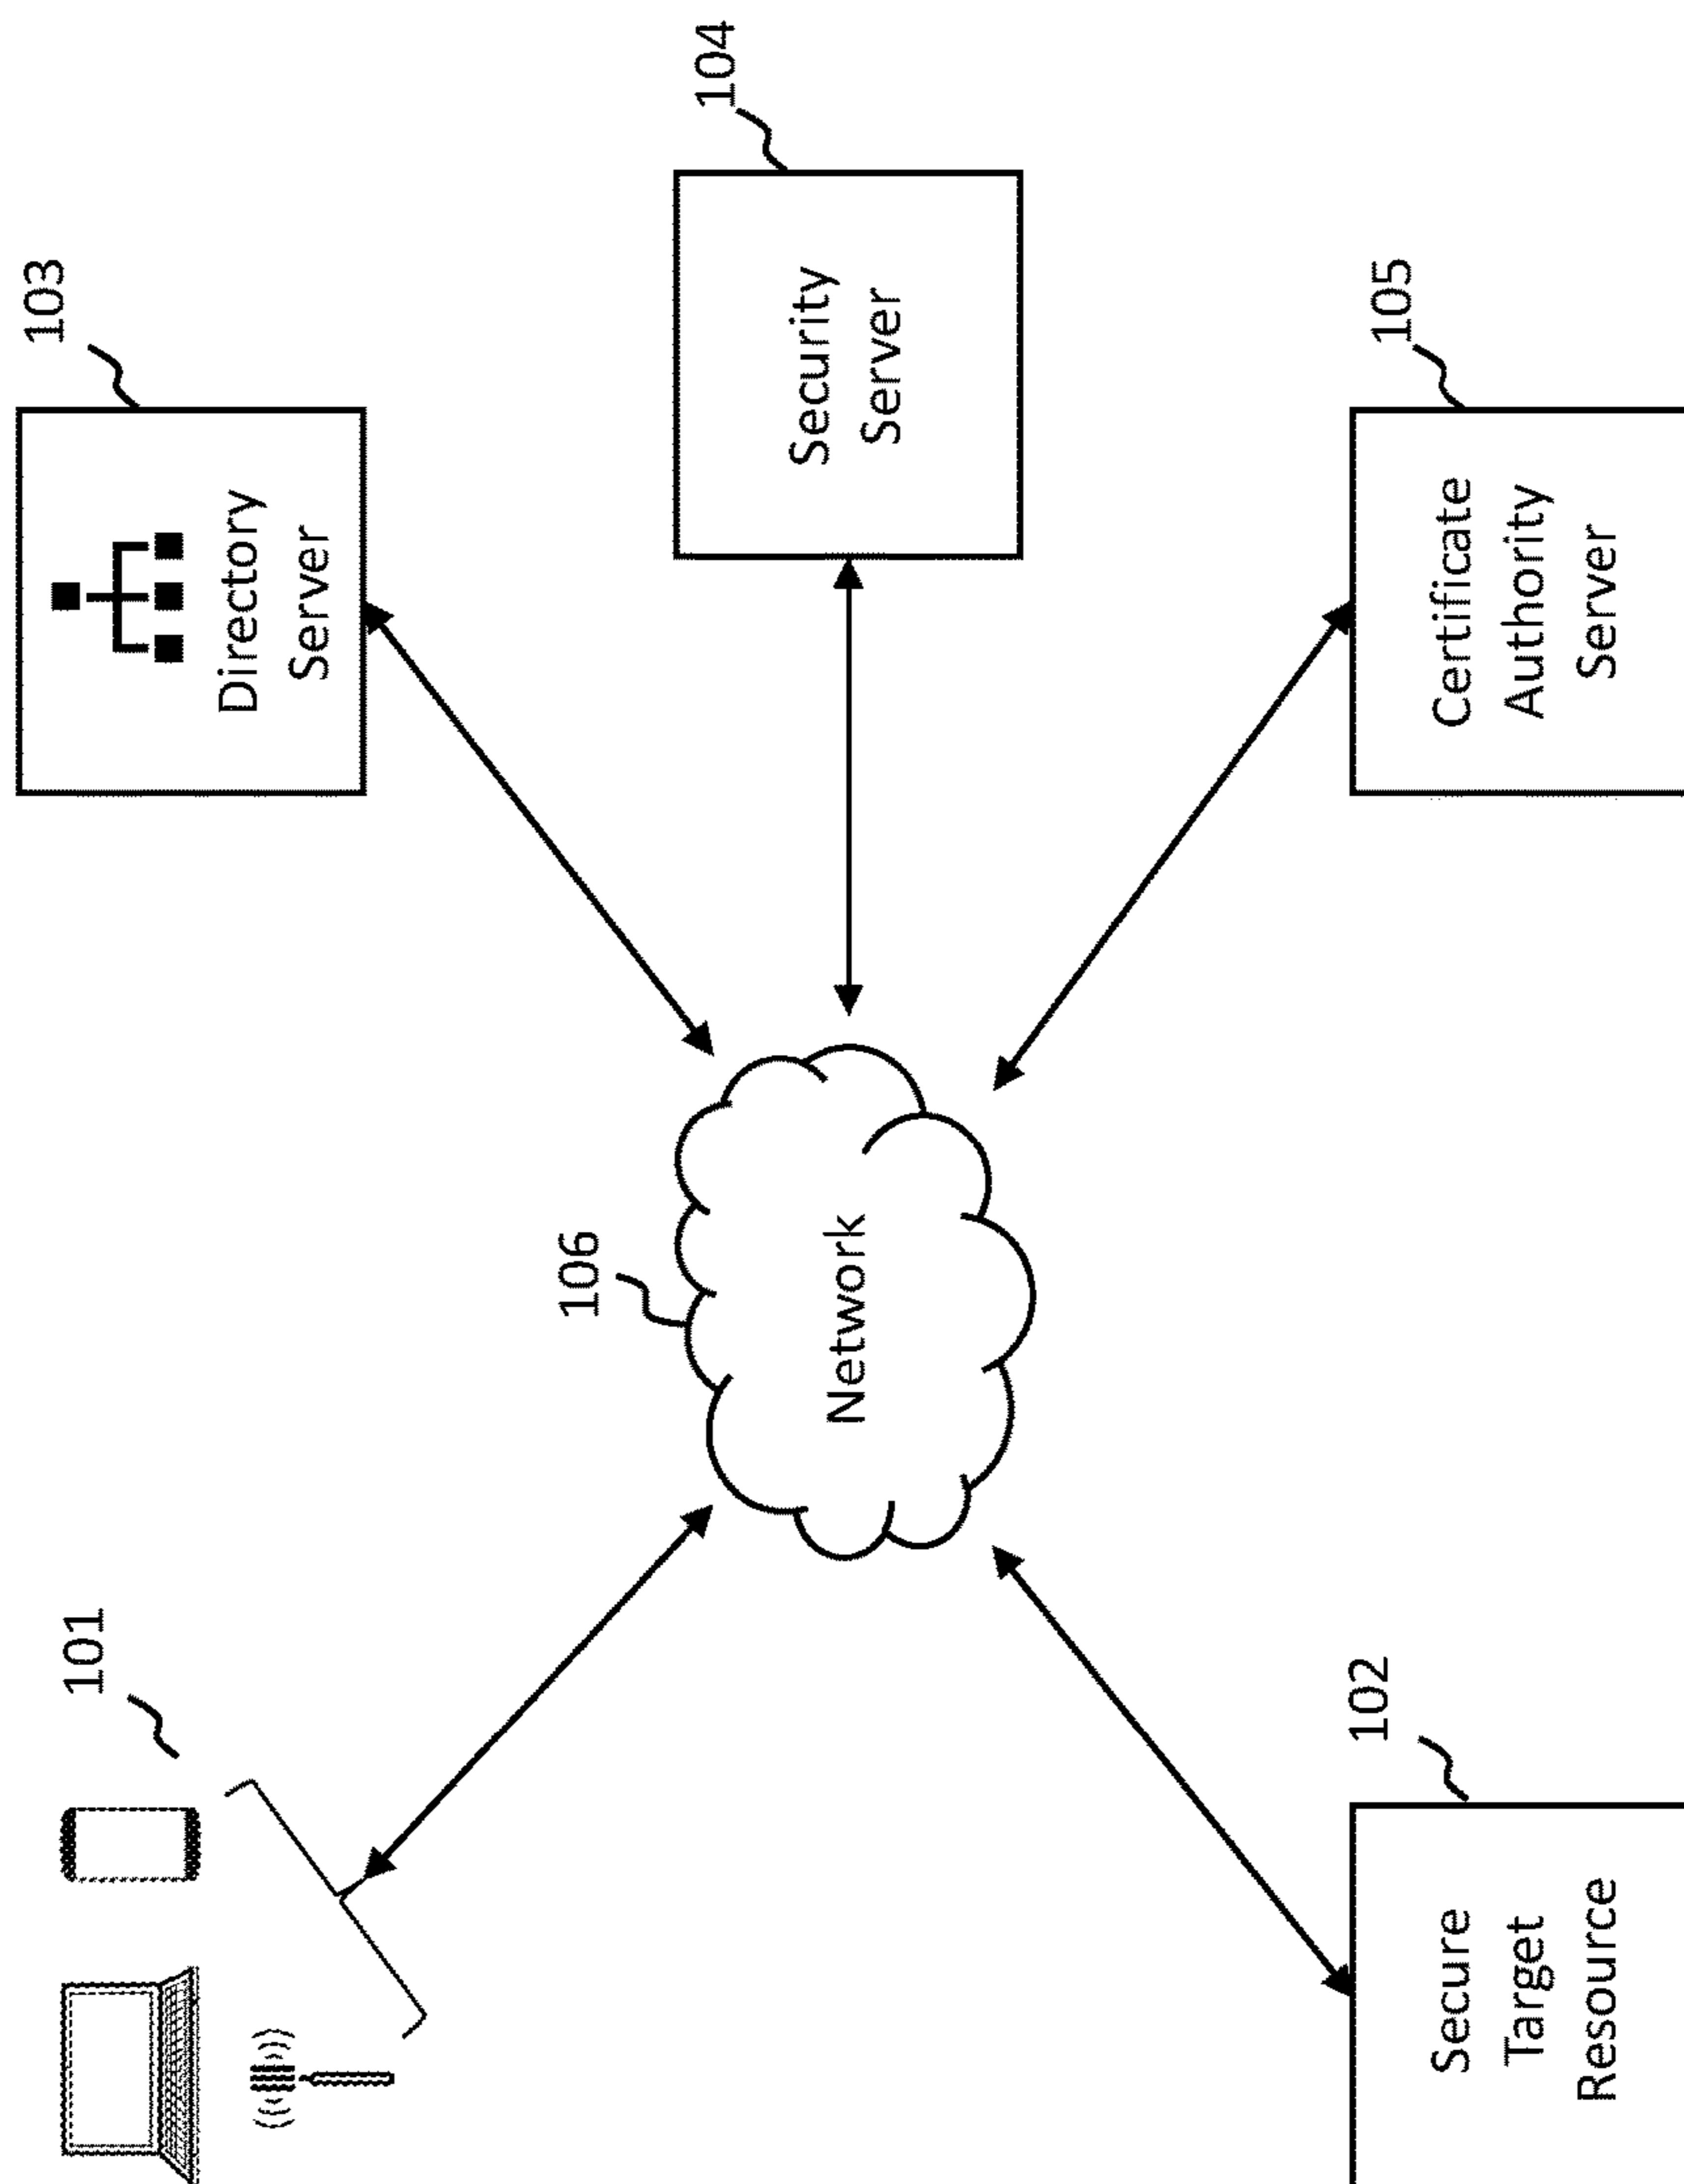 101
103
Directory
Server
106
Network
104
Security
Server
102
Secure
Target
Resource
105
Certificate
Authority
Server